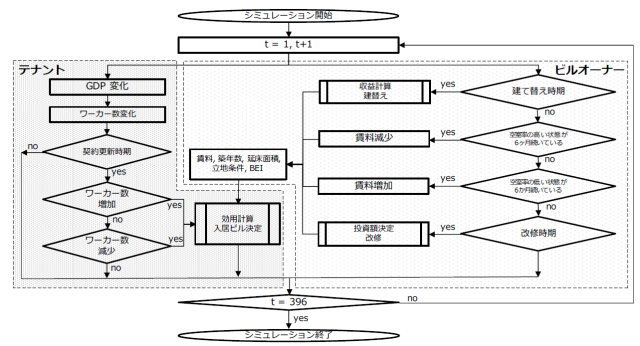 シミュレーション開始
t = 1, t+1
テナント
ビルオーナー
GDP 変化
ワーカー数変化
契約更新時期
no
yes
ワーカー数
増加
yes
no
ワーカー数
減少
yes
no
賃料, 築年数, 延床面積,
立地条件, BEI
効用計算
入居ビル決定
建て替え時期
yes
no
収益計算
建替え
空室率の高い状態が
6ヶ月続いている
yes
no
賃料減少
空室率の低い状態が
6か月続いている
yes
no
賃料増加
改修時期
yes
no
投資額決定
改修
t = 396
no
yes
シミュレーション終了